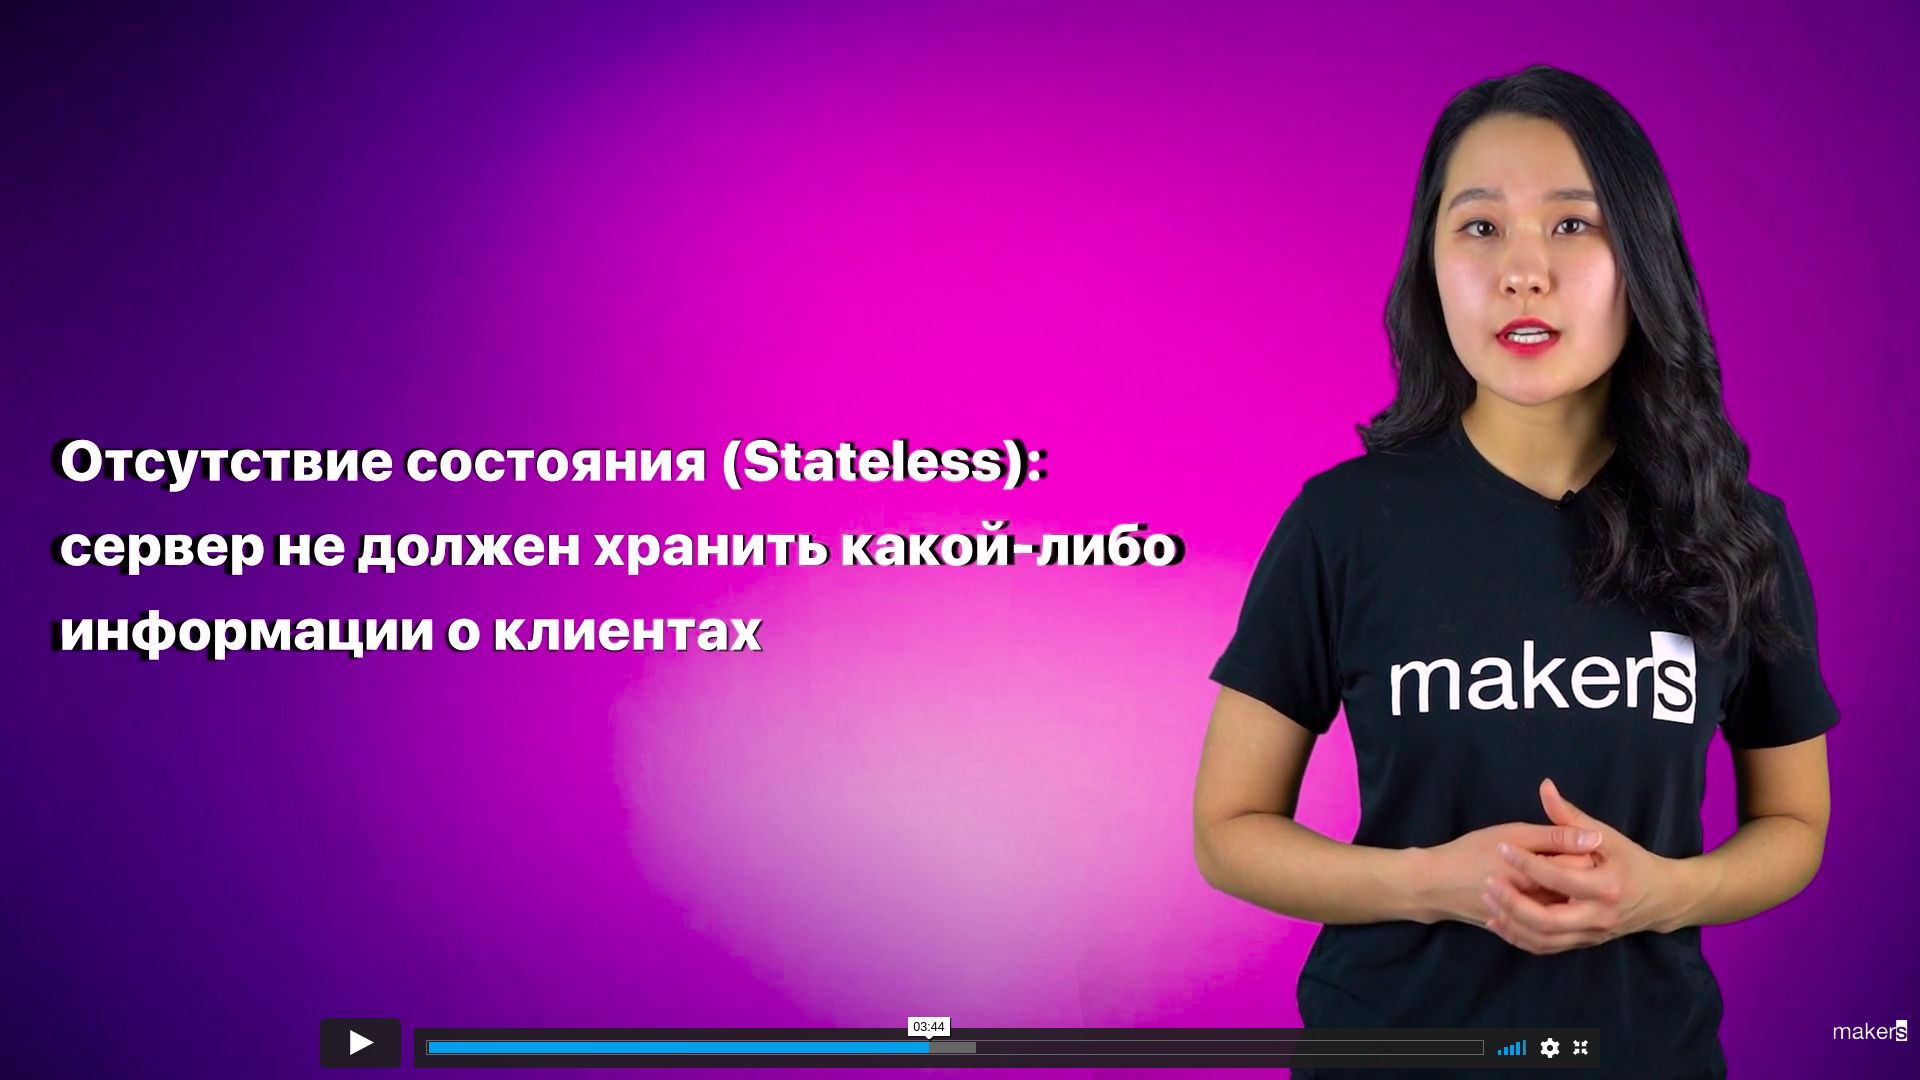 Отсутствие состояния (Stateless):
сервер не должен хранить какой-либо
информации о клиентах
makers
03:44
makers